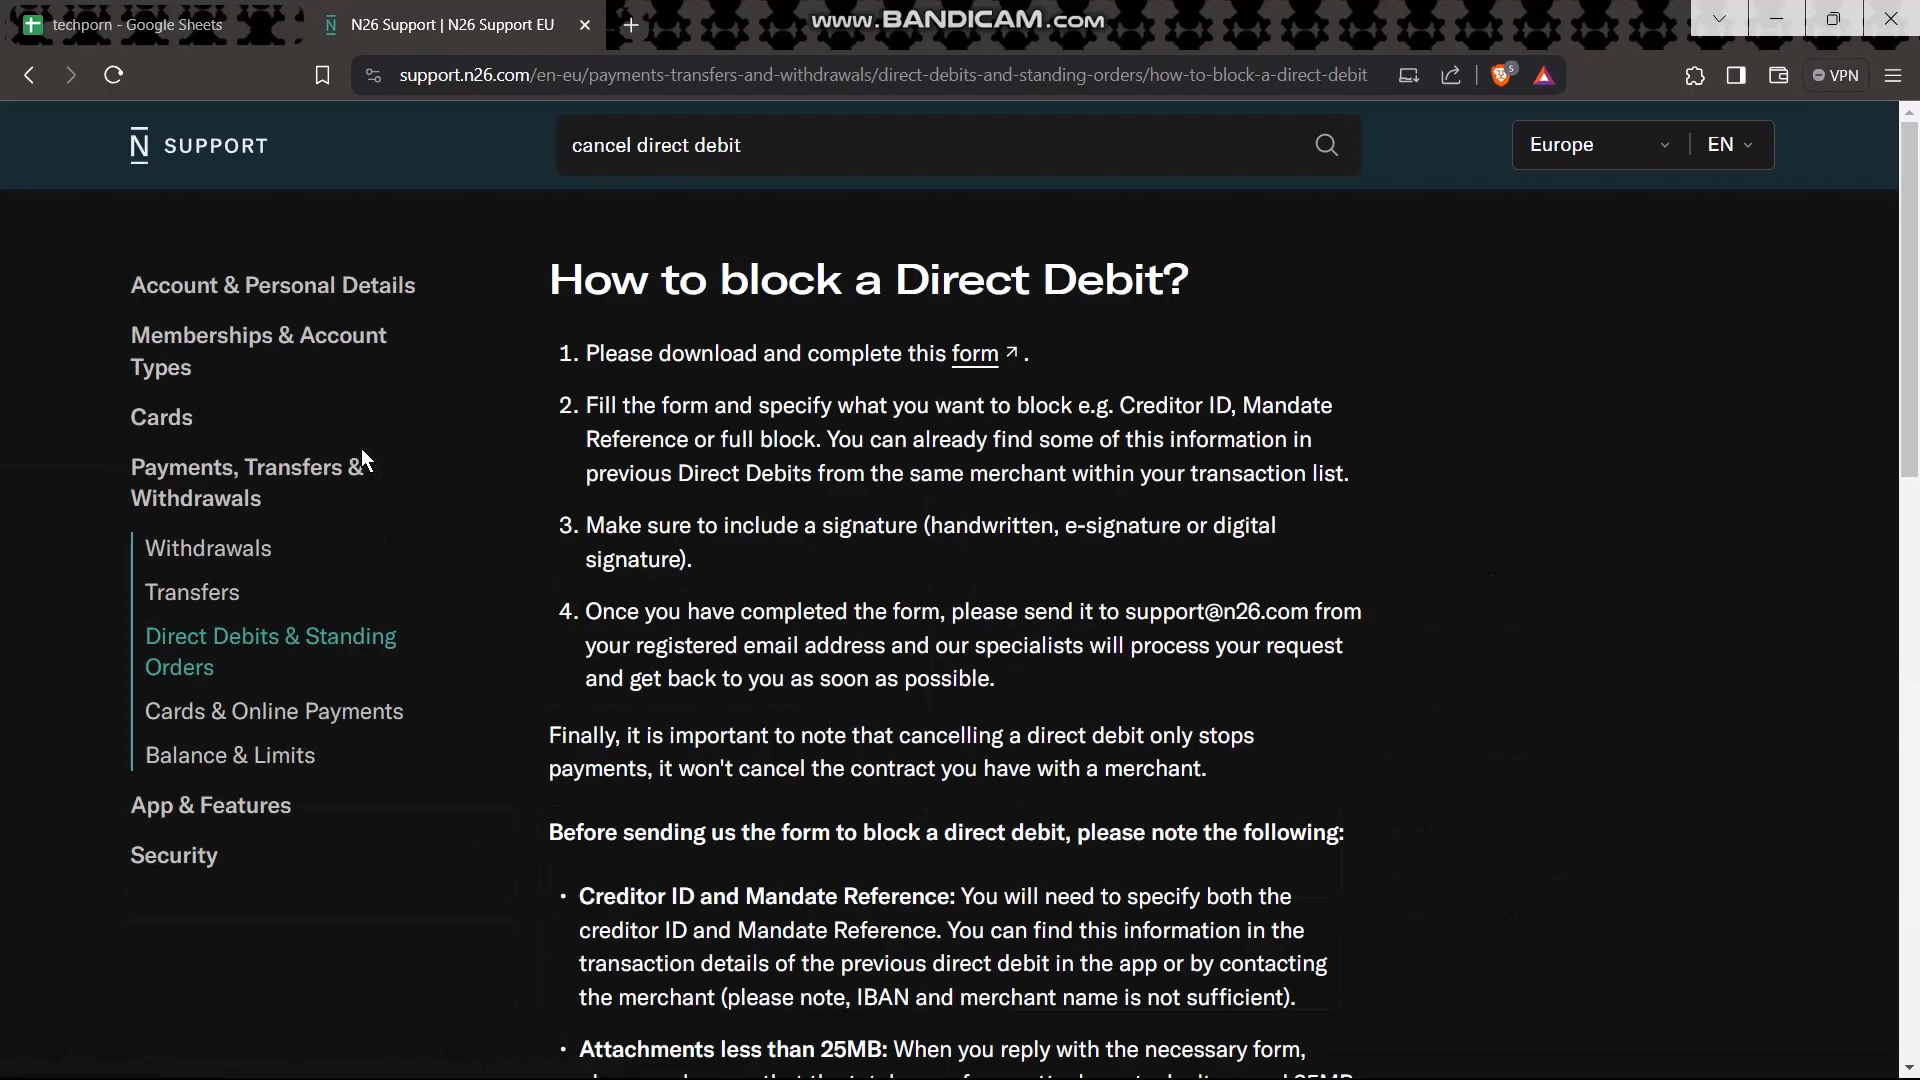 techporn - Google Sheets
N26 Support | N26 Support EU
www.BANDICAM.com
support.n26.com/en-eu/payments-transfers-and-withdrawals/direct-debits-and-standing-orders/how-to-block-a-direct-debit
5
VPN
N SUPPORT
cancel direct debit
Europe
EN
Account & Personal Details
Memberships & Account
Types
Cards
Payments, Transfers &
Withdrawals
Withdrawals
Transfers
Direct Debits & Standing
Orders
Cards & Online Payments
Balance & Limits
App & Features
Security
How to block a Direct Debit?
1. Please download and complete this form ↗ .
2. Fill the form and specify what you want to block e.g. Creditor ID, Mandate
Reference or full block. You can already find some of this information in
previous Direct Debits from the same merchant within your transaction list.
3. Make sure to include a signature (handwritten, e-signature or digital
signature).
4. Once you have completed the form, please send it to support@n26.com from
your registered email address and our specialists will process your request
and get back to you as soon as possible.
Finally, it is important to note that cancelling a direct debit only stops
payments, it won't cancel the contract you have with a merchant.
Before sending us the form to block a direct debit, please note the following:
• Creditor ID and Mandate Reference: You will need to specify both the
creditor ID and Mandate Reference. You can find this information in the
transaction details of the previous direct debit in the app or by contacting
the merchant (please note, IBAN and merchant name is not sufficient).
• Attachments less than 25MB: When you reply with the necessary form,